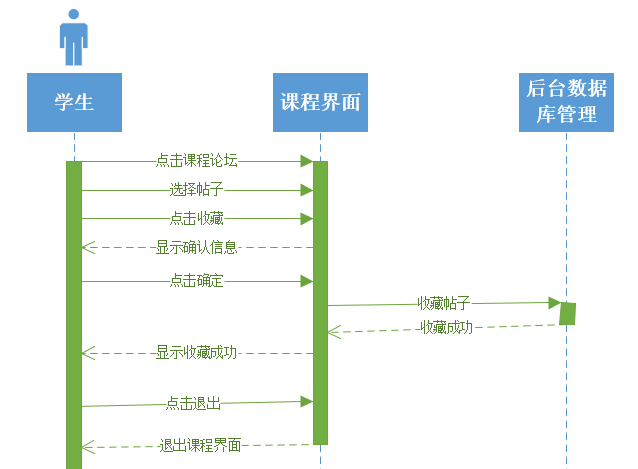 学生
课程界面
后台数据
库管理
点击课程论坛
选择帖子
点击收藏
显示确认信息
点击确定
收藏帖子
收藏成功
显示收藏成功
点击退出
退出课程界面